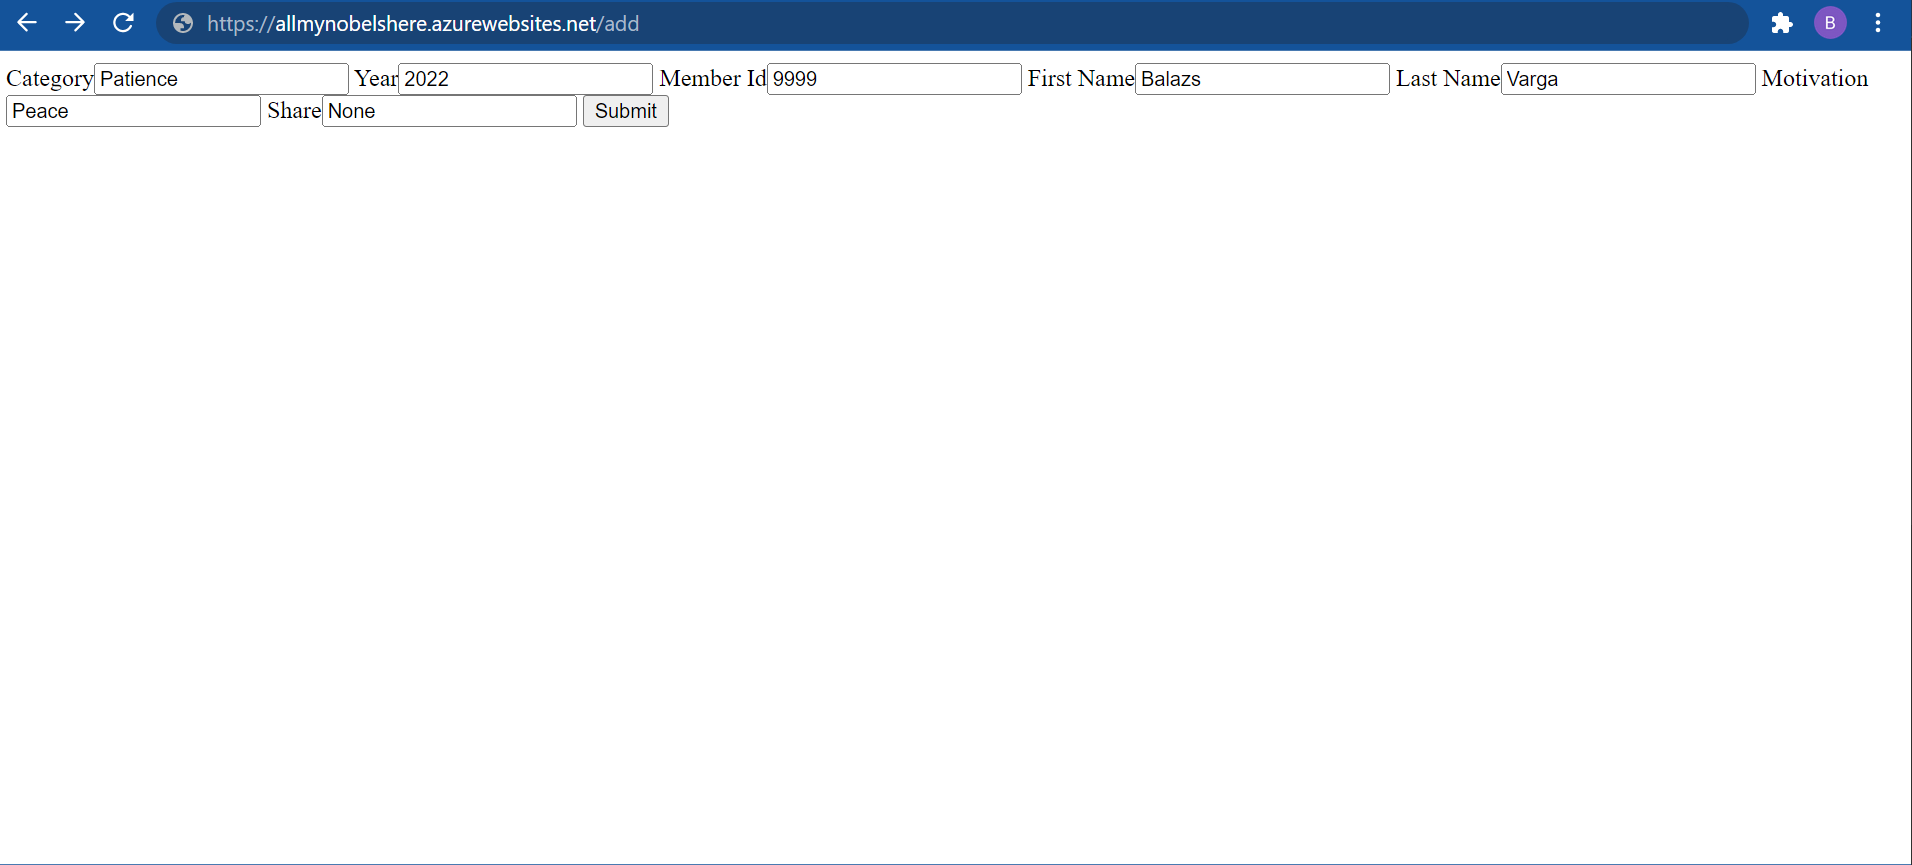 https://allmynobelshere.azurewebsites.net/add B
Category Patience Year 2022 Member Id 9999 First Name Balazs Last Name Varga Motivation
Peace Share None Submit